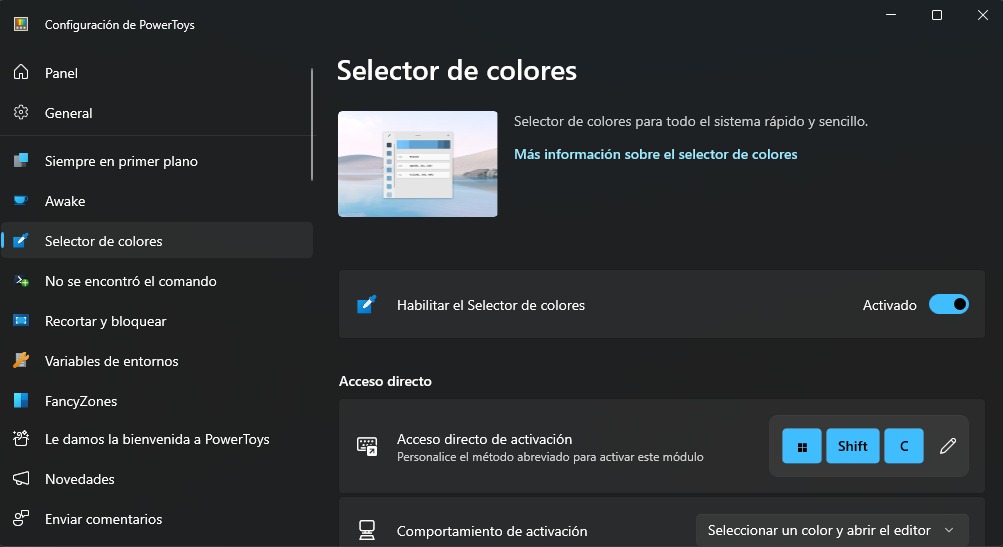 Configuración de PowerToys
Panel
General
Siempre en primer plano
Awake
Selector de colores
No se encontró el comando
Recortar y bloquear
Variables de entornos
FancyZones
Le damos la bienvenida a PowerToys
Novedades
Enviar comentarios
Selector de colores
Selector de colores para todo el sistema rápido y sencillo.
Más información sobre el selector de colores
Habilitar el Selector de colores
Activado
Acceso directo
Acceso directo de activación
Personalice el método abreviado para activar este módulo
Shift
C
Comportamiento de activación
Seleccionar un color y abrir el editor